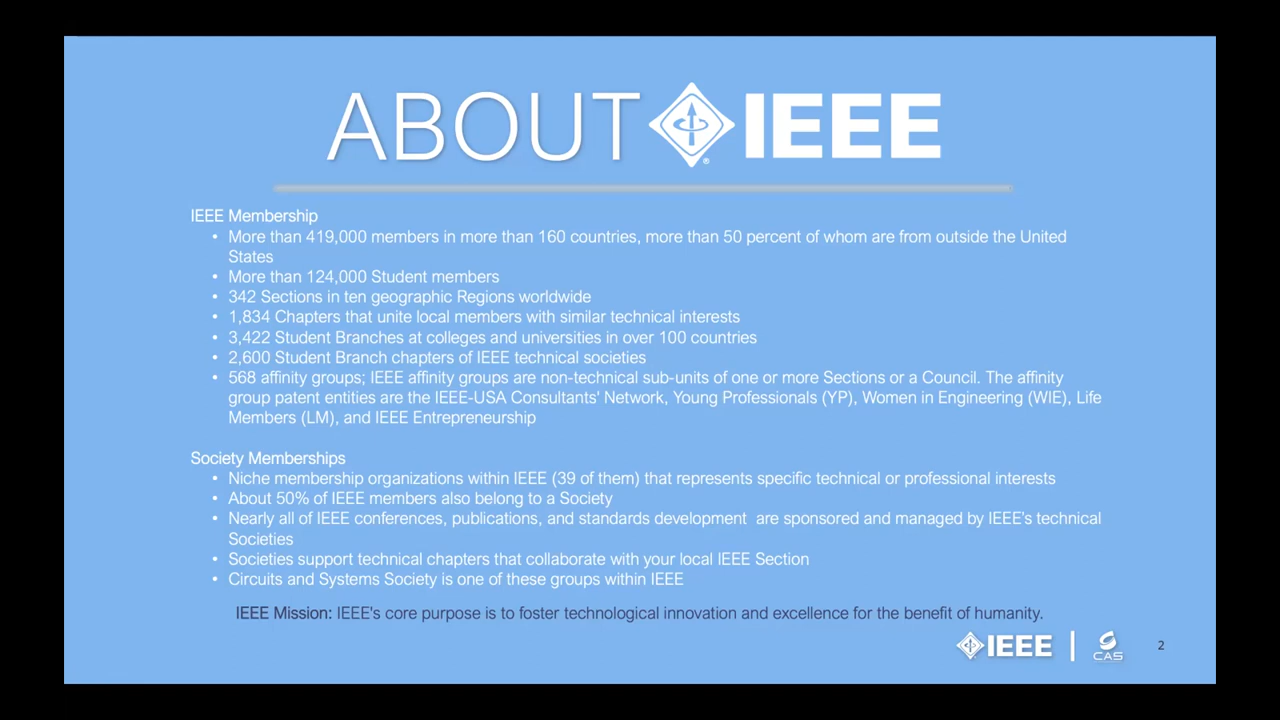 ABOUT IEEE
IEEE Membership
• More than 419,000 members in more than 160 countries, more than 50 percent of whom are from outside the United
States
• More than 124,000 Student members
• 342 Sections in ten geographic Regions worldwide
• 1,834 Chapters that unite local members with similar technical interests
• 3,422 Student Branches at colleges and universities in over 100 countries
• 2,600 Student Branch chapters of IEEE technical societies
• 568 affinity groups; IEEE affinity groups are non-technical sub-units of one or more Sections or a Council. The affinity
group patent entities are the IEEE-USA Consultants' Network, Young Professionals (YP), Women in Engineering (WIE), Life
Members (LM), and IEEE Entrepreneurship
Society Memberships
• Niche membership organizations within IEEE (39 of them) that represents specific technical or professional interests
• About 50% of IEEE members also belong to a Society
• Nearly all of IEEE conferences, publications, and standards development  are sponsored and managed by IEEE's technical
Societies
• Societies support technical chapters that collaborate with your local IEEE Section
• Circuits and Systems Society is one of these groups within IEEE
IEEE Mission: IEEE's core purpose is to foster technological innovation and excellence for the benefit of humanity.
IEEE | CAS 2